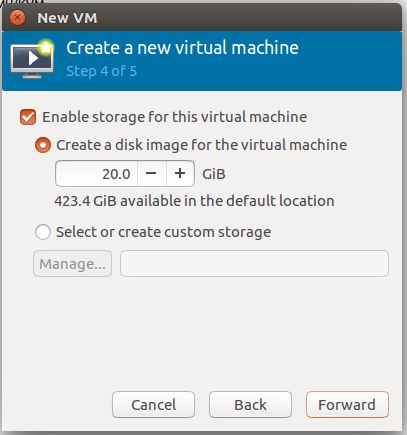 New VM
Create a new virtual machine
Step 4 of 5
Enable storage for this virtual machine
Create a disk image for the virtual machine
20.0 − + GiB
423.4 GiB available in the default location
Select or create custom storage
Manage...
Cancel Back Forward